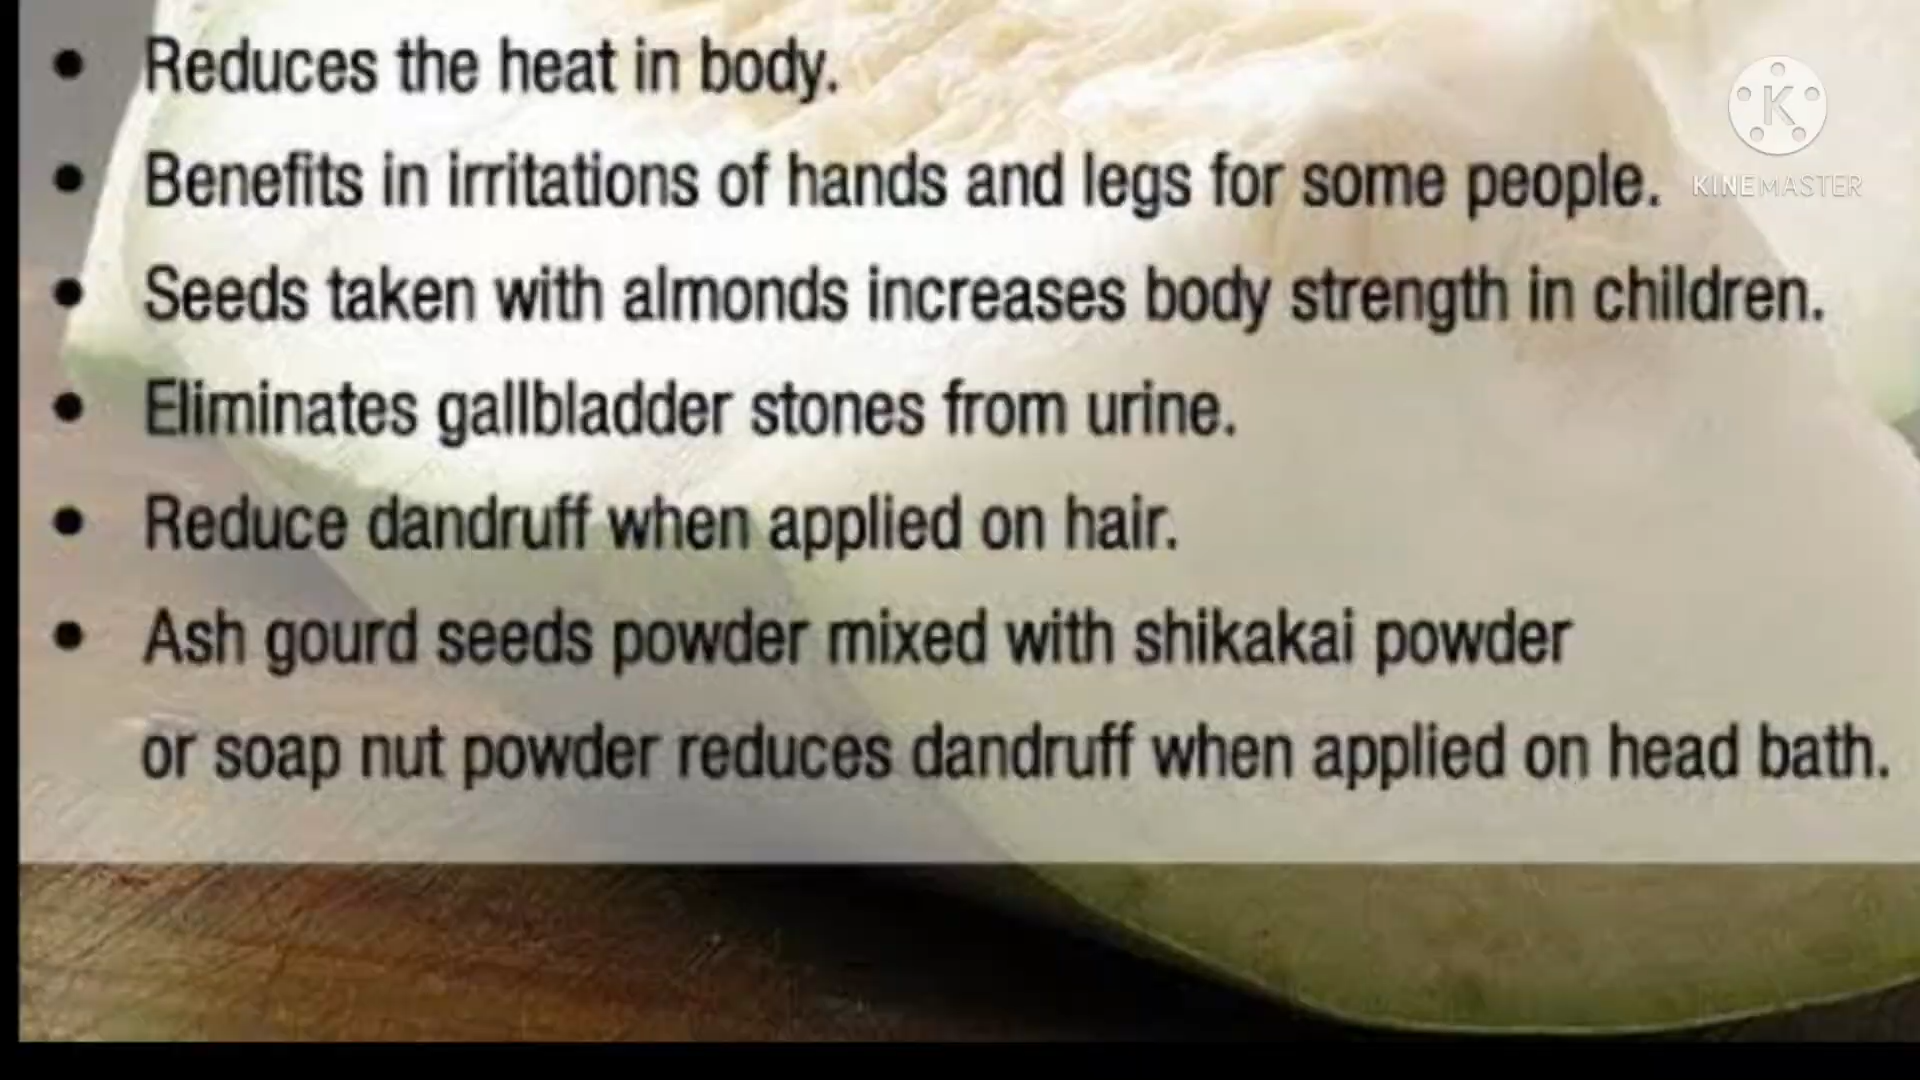 • Reduces the heat in body.
• Benefits in irritations of hands and legs for some people.
KINEMASTER
• Seeds taken with almonds increases body strength in children.
• Eliminates gallbladder stones from urine.
• Reduce dandruff when applied on hair.
• Ash gourd seeds powder mixed with shikakai powder
or soap nut powder reduces dandruff when applied on head bath.